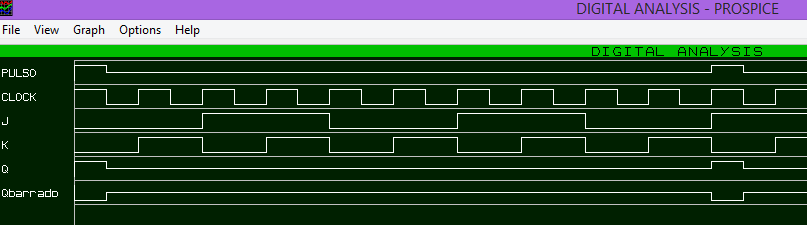 DIGITAL ANALYSIS - PROSPICE
File View Graph Options Help
DIGITAL ANALYSIS
PULSO
CLOCK
J
K
Q
Qbarrado